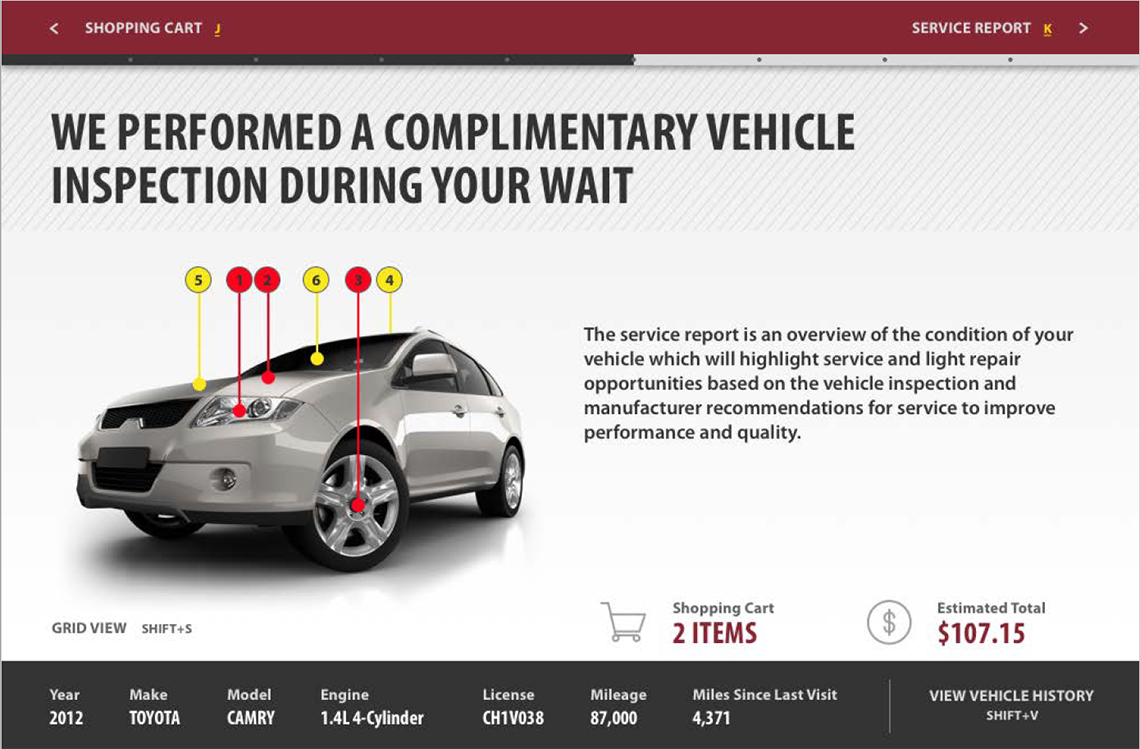 SHOPPING CART J
SERVICE REPORT K
WE PERFORMED A COMPLIMENTARY VEHICLE
INSPECTION DURING YOUR WAIT
5 1 2 6 3 4
The service report is an overview of the condition of your
vehicle which will highlight service and light repair
opportunities based on the vehicle inspection and
manufacturer recommendations for service to improve
performance and quality.
GRID VIEW SHIFT+S
Shopping Cart
2 ITEMS
$
Estimated Total
$107.15
Year Make Model Engine License Mileage Miles Since Last Visit
2012 TOYOTA CAMRY 1.4L 4-Cylinder CH1V038 87,000 4,371
VIEW VEHICLE HISTORY
SHIFT+V